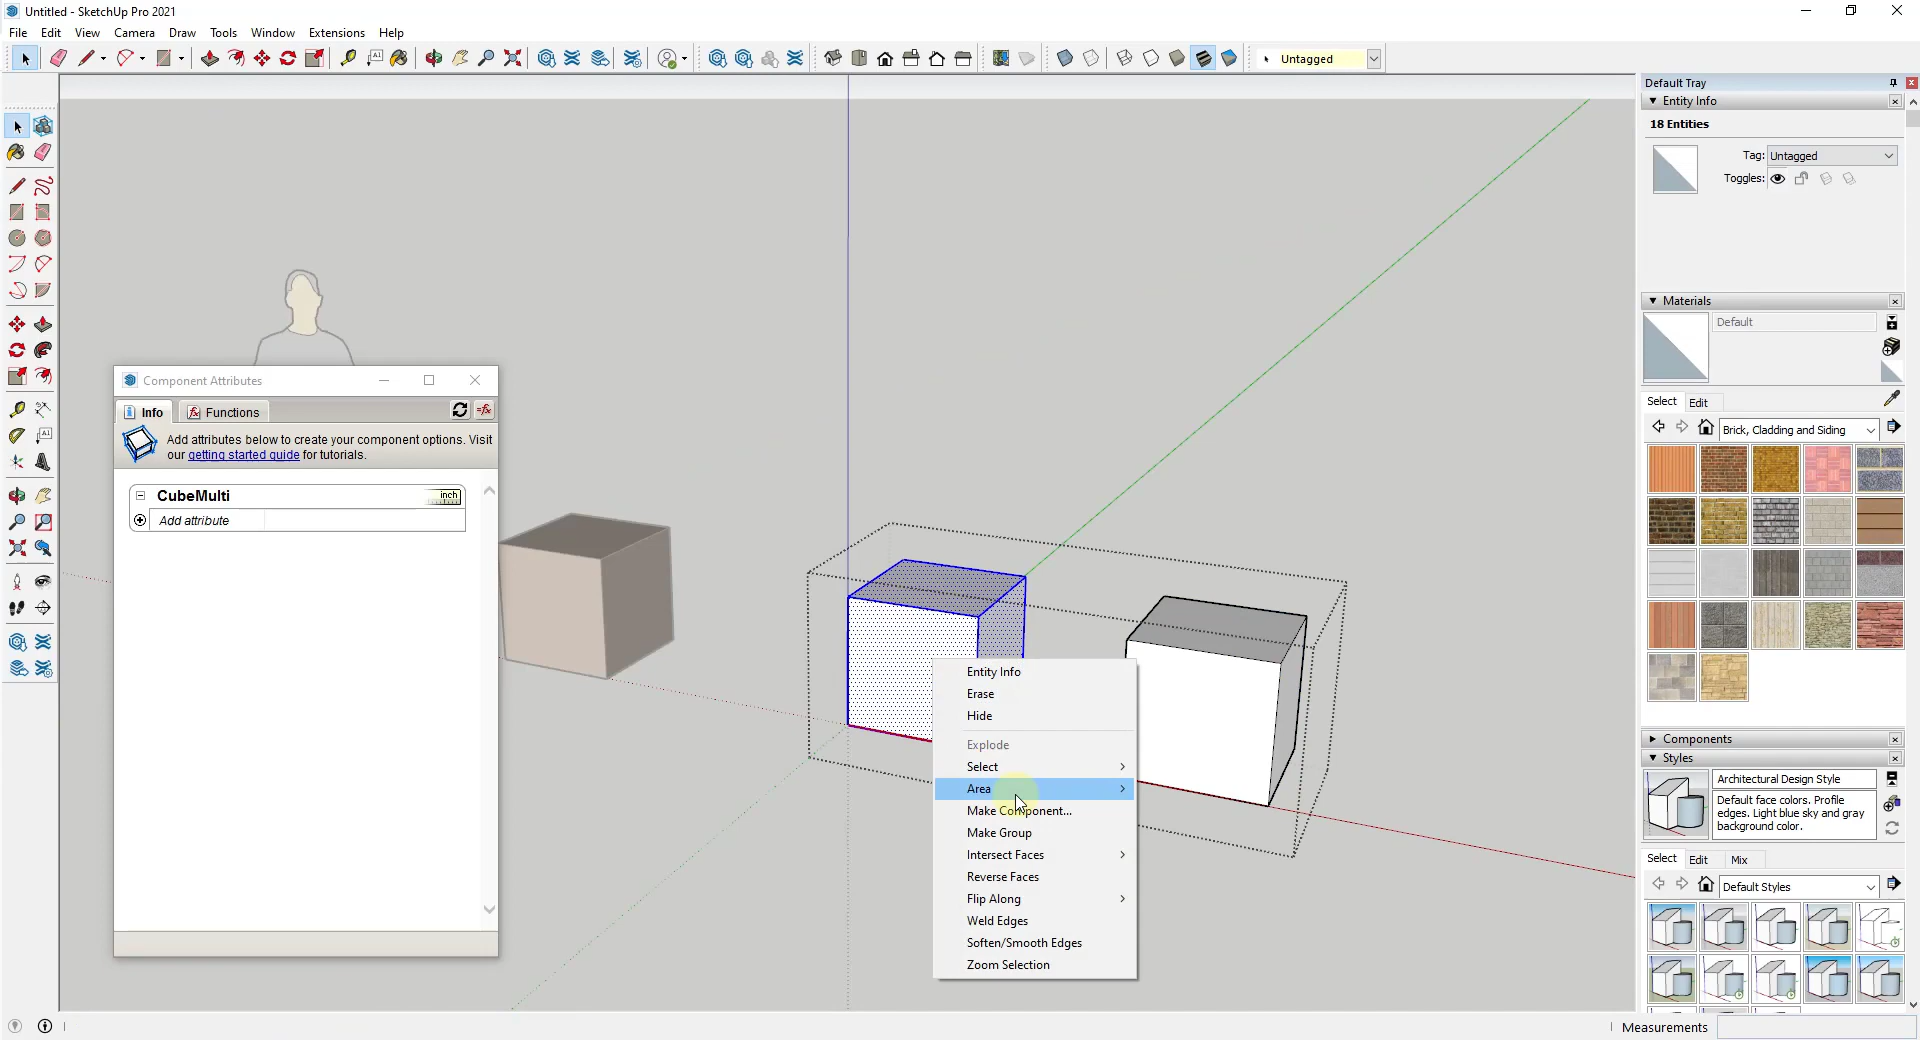 Untitled - SketchUp Pro 2021
File Edit View Camera Draw Tools Window Extensions Help
Untagged
Default Tray
Entity Info
18 Entities
Tag: Untagged
Toggles:
Materials
Default
Select Edit
Brick, Cladding and Siding
Components
Styles
Architectural Design Style
Default face colors. Profile
edges. Light blue sky and gray
background color.
Select Edit Mix
Default Styles
Component Attributes
Info Functions
Add attributes below to create your component options. Visit
our getting started guide for tutorials.
CubeMulti inch
Add attribute
Entity Info
Erase
Hide
Explode
Select
Area
Make Component...
Make Group
Intersect Faces
Reverse Faces
Flip Along
Weld Edges
Soften/Smooth Edges
Zoom Selection
Measurements